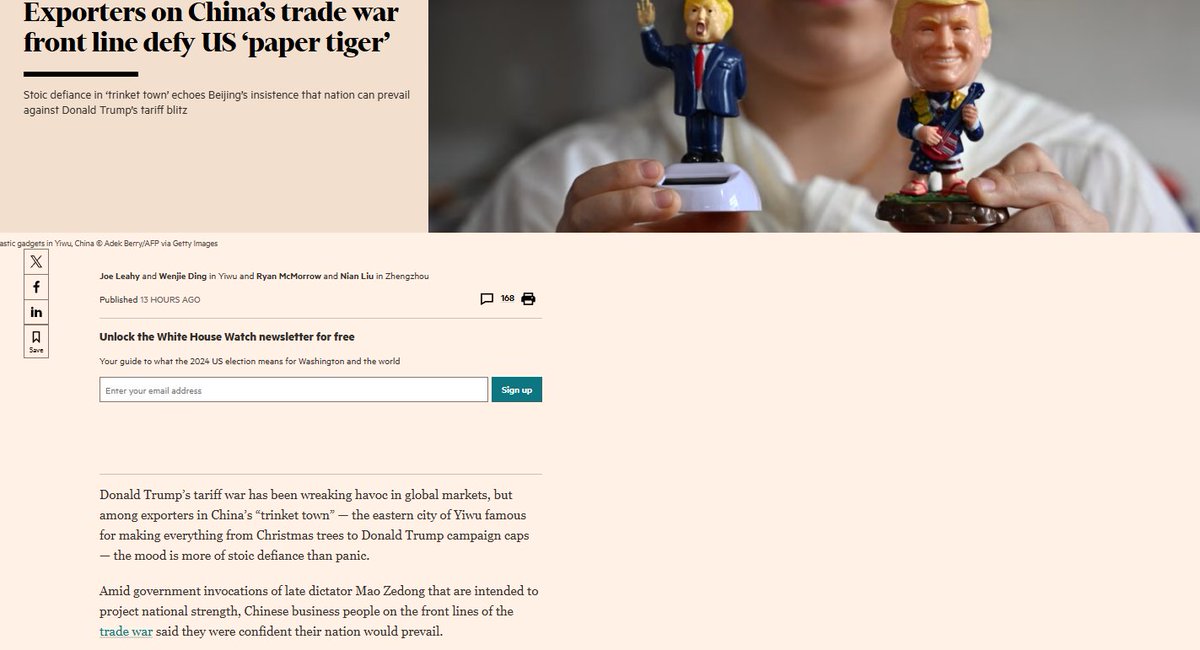 Exporters on China’s trade war
front line defy US ‘paper tiger’
Stoic defiance in ‘trinket town’ echoes Beijing’s insistence that nation can prevail
against Donald Trump’s tariff blitz
astic gadgets in Yiwu, China © Adek Berry/AFP via Getty Images
Save
Joe Leahy and Wenjie Ding in Yiwu and Ryan McMorrow and Nian Liu in Zhengzhou
Published 13 HOURS AGO
168
Unlock the White House Watch newsletter for free
Your guide to what the 2024 US election means for Washington and the world
Enter your email address
Sign up
Donald Trump’s tariff war has been wreaking havoc in global markets, but
among exporters in China’s “trinket town” — the eastern city of Yiwu famous
for making everything from Christmas trees to Donald Trump campaign caps
— the mood is more of stoic defiance than panic.
Amid government invocations of late dictator Mao Zedong that are intended to
project national strength, Chinese business people on the front lines of the
trade war said they were confident their nation would prevail.